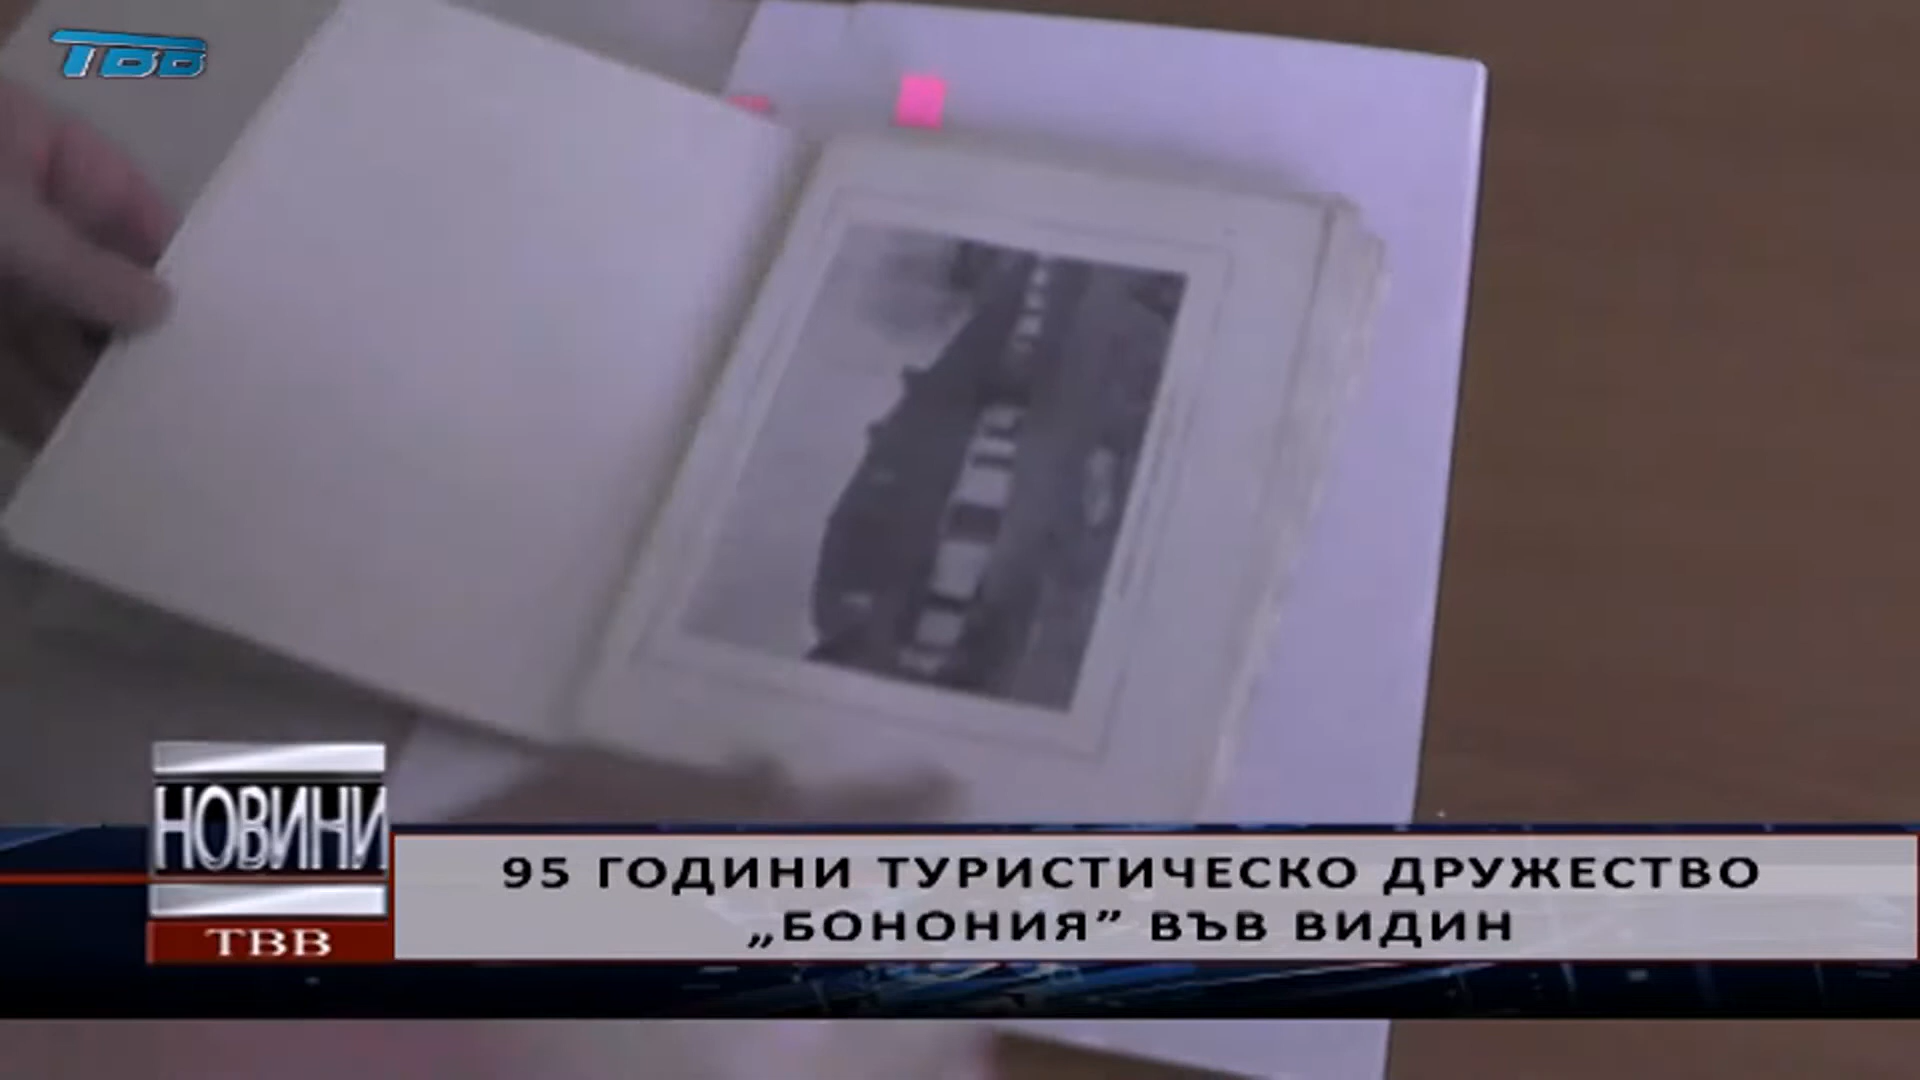 ТВВ
НОВИНИ
ТВВ
95 ГОДИНИ ТУРИСТИЧЕСКО ДРУЖЕСТВО
„БОНОНИЯ” ВЪВ ВИДИН